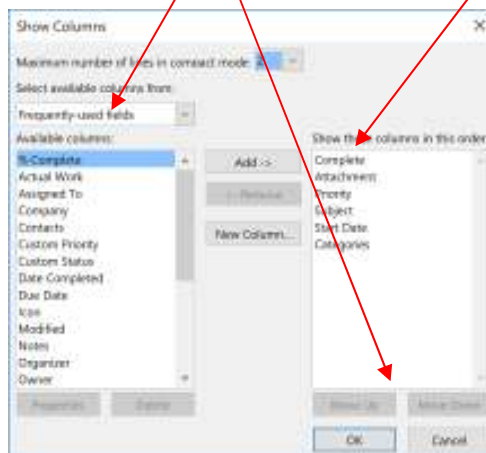 Show Columns
Maximum number of lines in compact mode: 2
Select available columns from:
Frequently-used fields
Available columns:
Show these columns in this order:
% Complete
Actual Work
Assigned To
Company
Contacts
Custom Priority
Custom Status
Date Completed
Due Date
Icon
Modified
Notes
Organizer
Owner
Add ->
<- Remove
New Column...
Complete
Attachment
Priority
Subject
Start Date
Categories
Properties
Delete
Move Up
Move Down
OK
Cancel